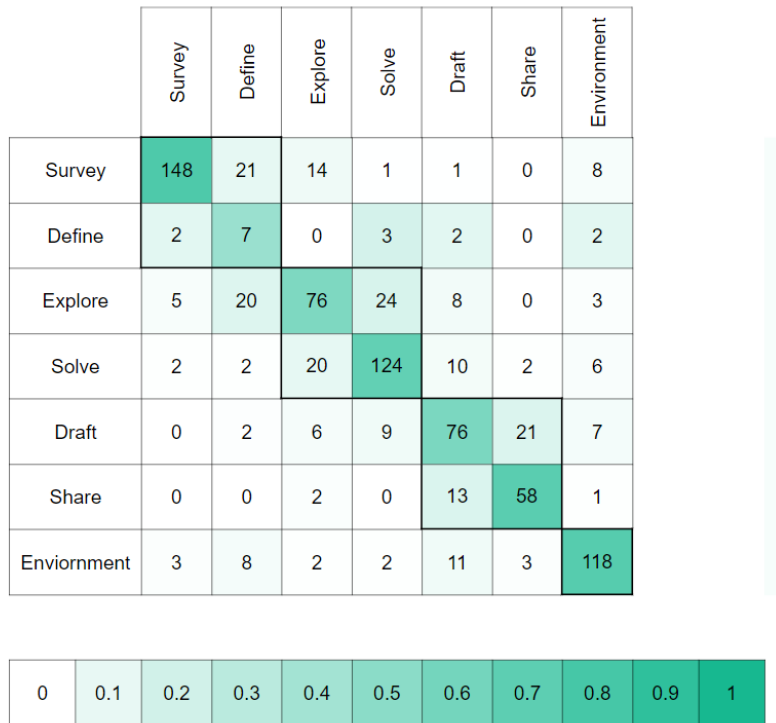 Survey Define Explore Solve Draft Share Environment
Survey 148 21 14 1 1 0 8
Define 2 7 0 3 2 0 2
Explore 5 20 76 24 8 0 3
Solve 2 2 20 124 10 2 6
Draft 0 2 6 9 76 21 7
Share 0 0 2 0 13 58 1
Enviornment 3 8 2 2 11 3 118
0 0.1 0.2 0.3 0.4 0.5 0.6 0.7 0.8 0.9 1